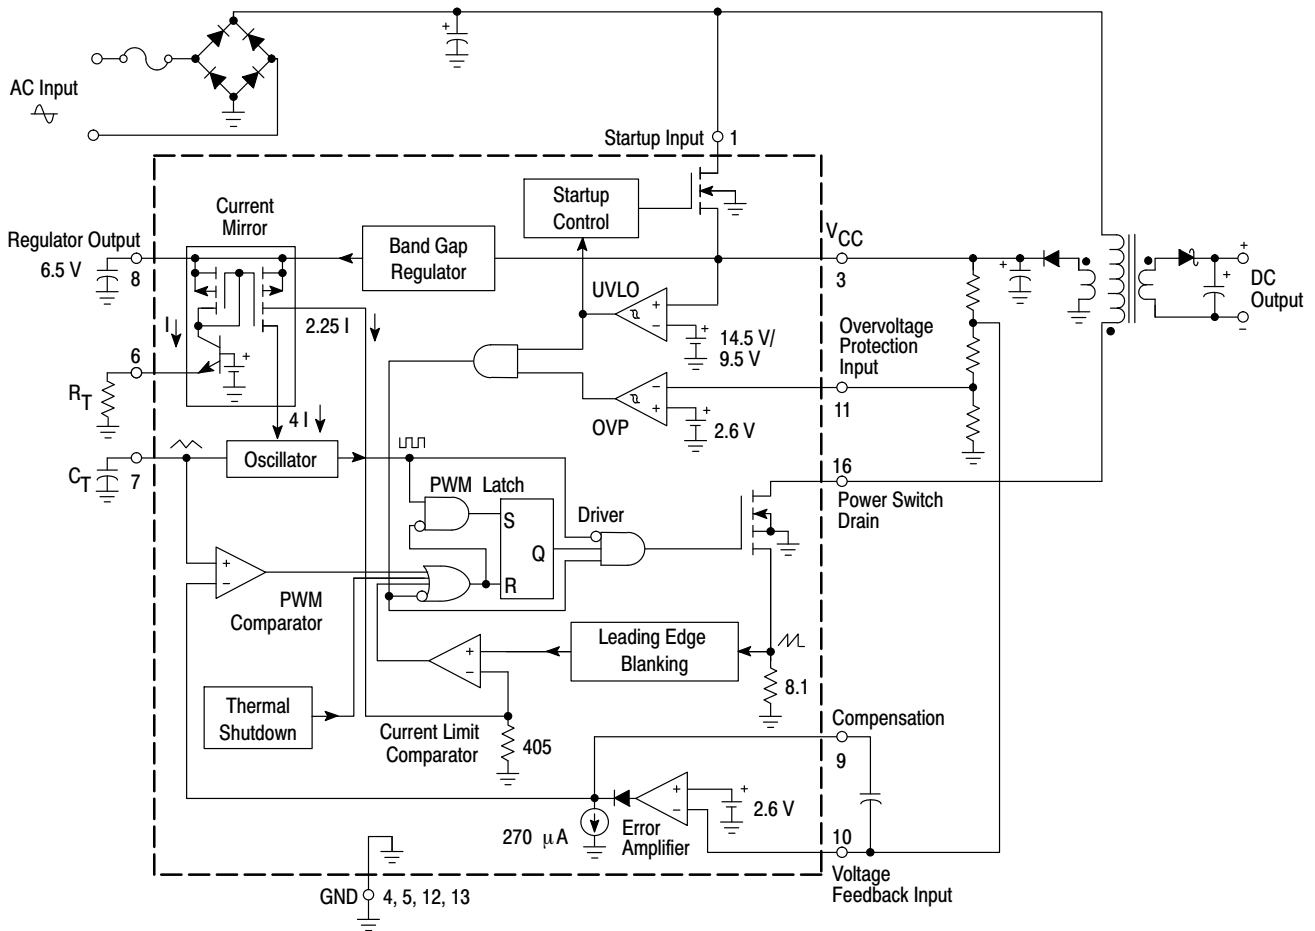 AC Input
Startup Input
1
Current
Mirror
Startup
Control
Regulator Output
6.5 V
8
Band Gap
Regulator
VCC
3
DC
Output
+
−
UVLO
14.5 V/
9.5 V
I
2.25 I
6
RT
4 I
Overvoltage
Protection
Input
11
OVP
2.6 V
CT
7
Oscillator
PWM Latch
S
Q
R
Driver
16
Power Switch
Drain
PWM
Comparator
Leading Edge
Blanking
8.1
Thermal
Shutdown
Current Limit
Comparator
405
Compensation
9
270 μA
Error
Amplifier
2.6 V
10
Voltage
Feedback Input
GND
4, 5, 12, 13